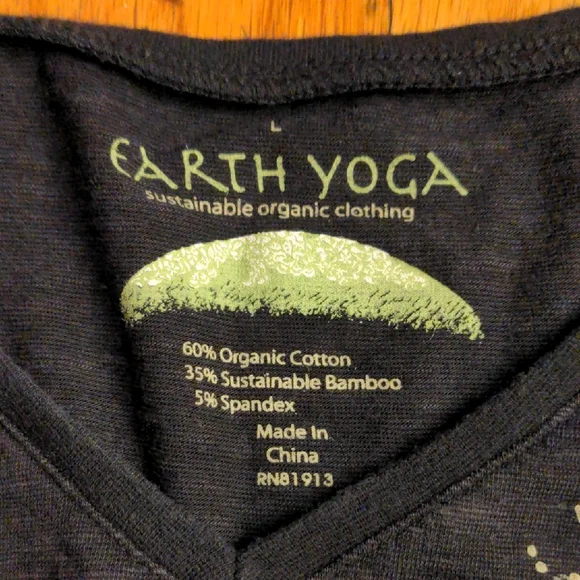 L
EARTH YOGA
sustainable organic clothing
60% Organic Cotton
35% Sustainable Bamboo
5% Spandex
Made In
China
RN81913